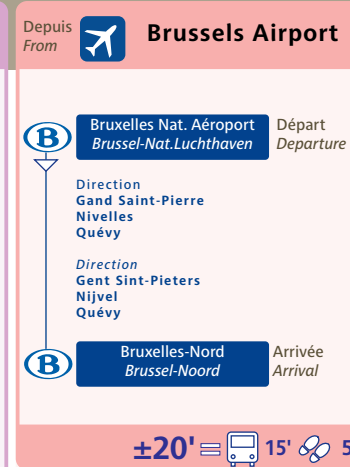 Depuis
From
Brussels Airport
B
Bruxelles Nat. Aéroport
Brussel-Nat.Luchthaven
Départ
Departure
Direction
Gand Saint-Pierre
Nivelles
Quévy
Direction
Gent Sint-Pieters
Nijvel
Quévy
B
Bruxelles-Nord
Brussel-Noord
Arrivée
Arrival
±20' = 15' 5